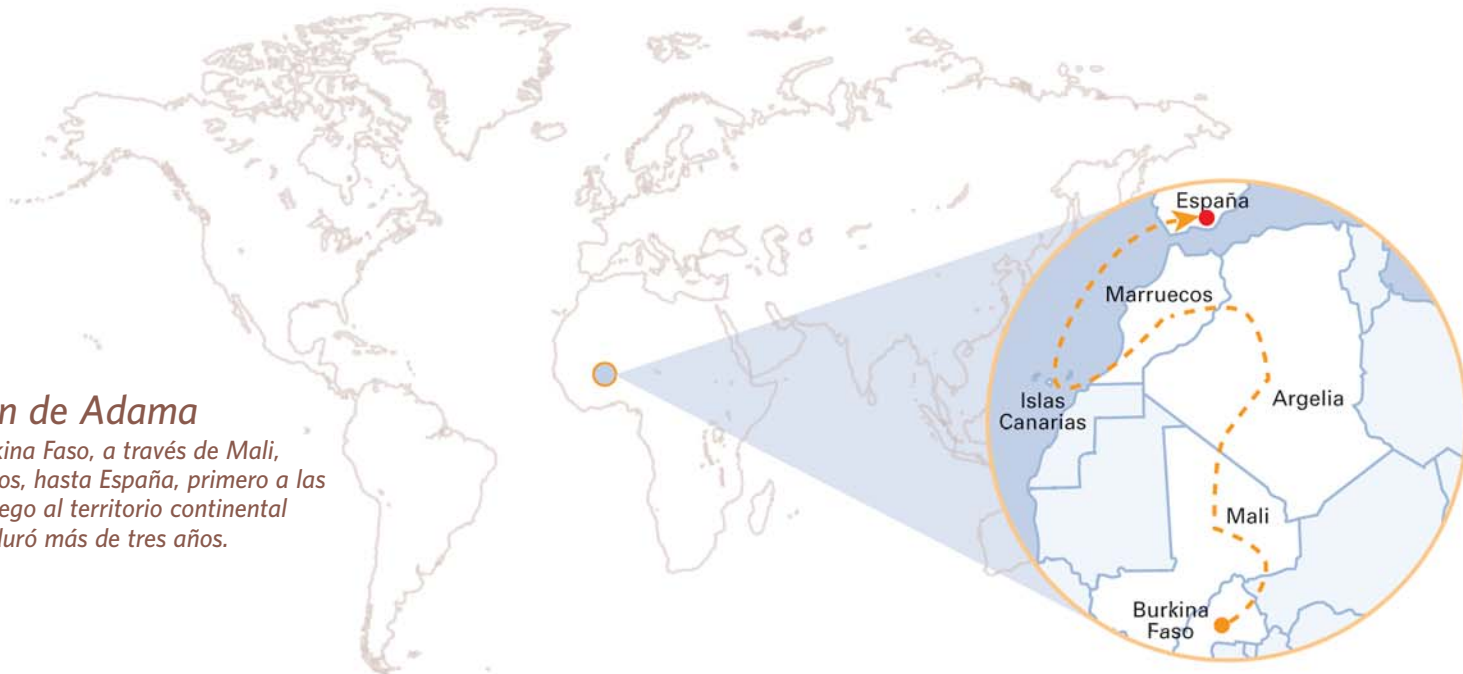 n de Adama
kina Faso, a través de Mali,
os, hasta España, primero a las
ego al territorio continental
luró más de tres años.
España
Marruecos
Islas
Canarias
Argelia
Mali
Burkina
Faso